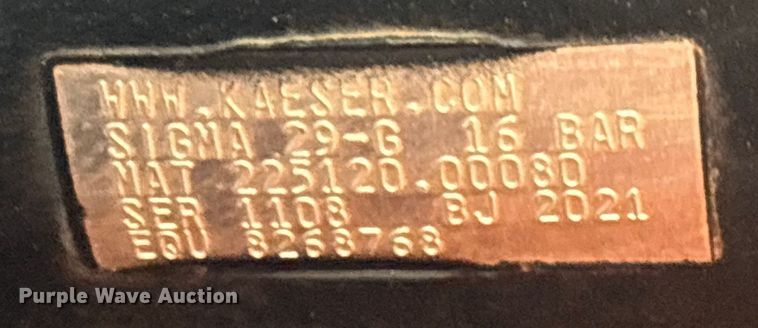 WWW.KAESER.COM
SIGMA 29-G 16 BAR
MAT 225120.00080
SER 1108 BJ 2021
EQU 8268768
Purple Wave Auction